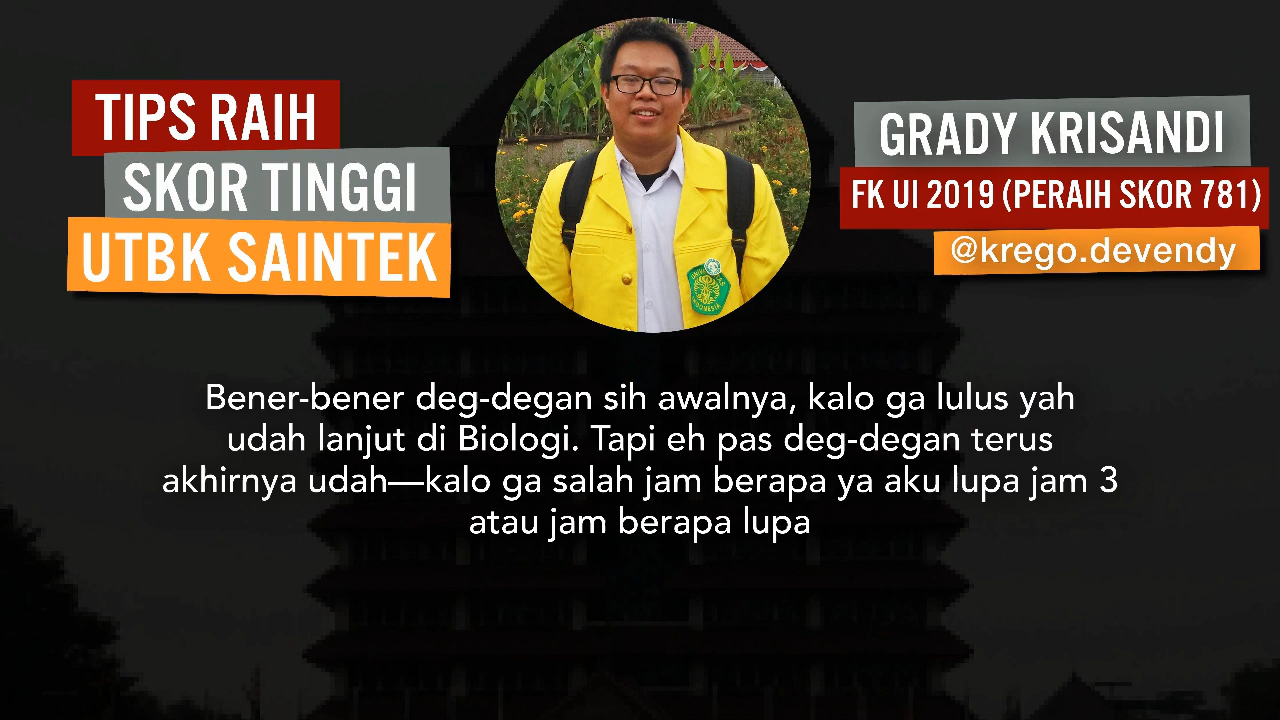 TIPS RAIH
SKOR TINGGI
UTBK SAINTEK
GRADY KRISANDI
FK UI 2019 (PERAIH SKOR 781)
@krego.devendy
UNIVERSITAS
INDONESIA
Bener-bener deg-degan sih awalnya, kalo ga lulus yah
udah lanjut di Biologi. Tapi eh pas deg-degan terus
akhirnya udah—kalo ga salah jam berapa ya aku lupa jam 3
atau jam berapa lupa